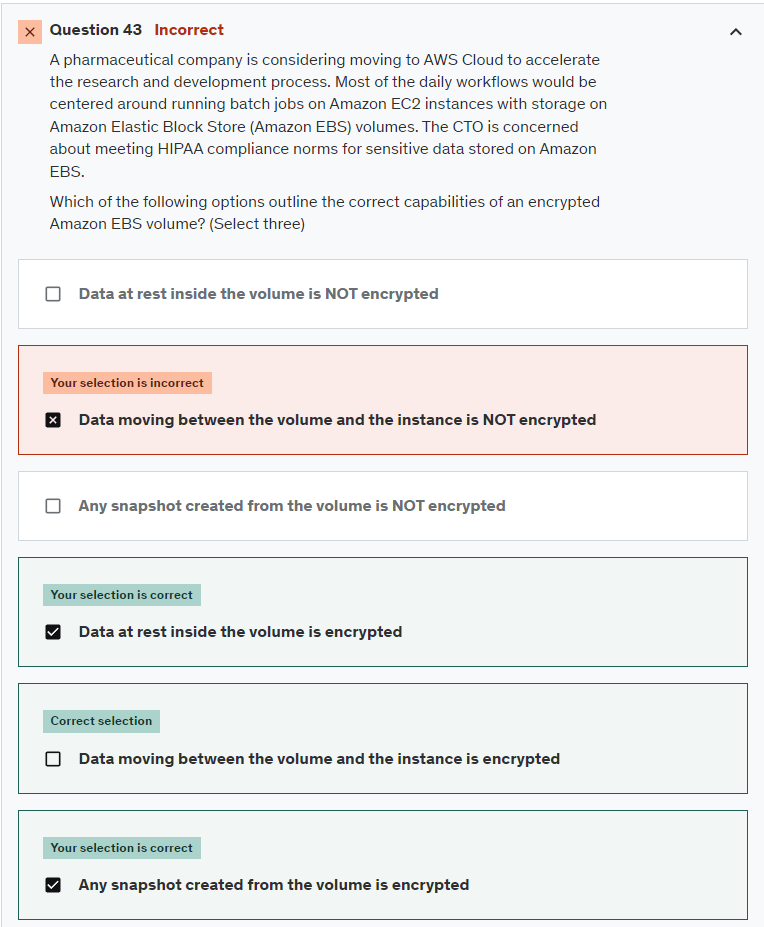 Question 43 Incorrect
A pharmaceutical company is considering moving to AWS Cloud to accelerate
the research and development process. Most of the daily workflows would be
centered around running batch jobs on Amazon EC2 instances with storage on
Amazon Elastic Block Store (Amazon EBS) volumes. The CTO is concerned
about meeting HIPAA compliance norms for sensitive data stored on Amazon
EBS.
Which of the following options outline the correct capabilities of an encrypted
Amazon EBS volume? (Select three)
Data at rest inside the volume is NOT encrypted
Your selection is incorrect
Data moving between the volume and the instance is NOT encrypted
Any snapshot created from the volume is NOT encrypted
Your selection is correct
Data at rest inside the volume is encrypted
Correct selection
Data moving between the volume and the instance is encrypted
Your selection is correct
Any snapshot created from the volume is encrypted